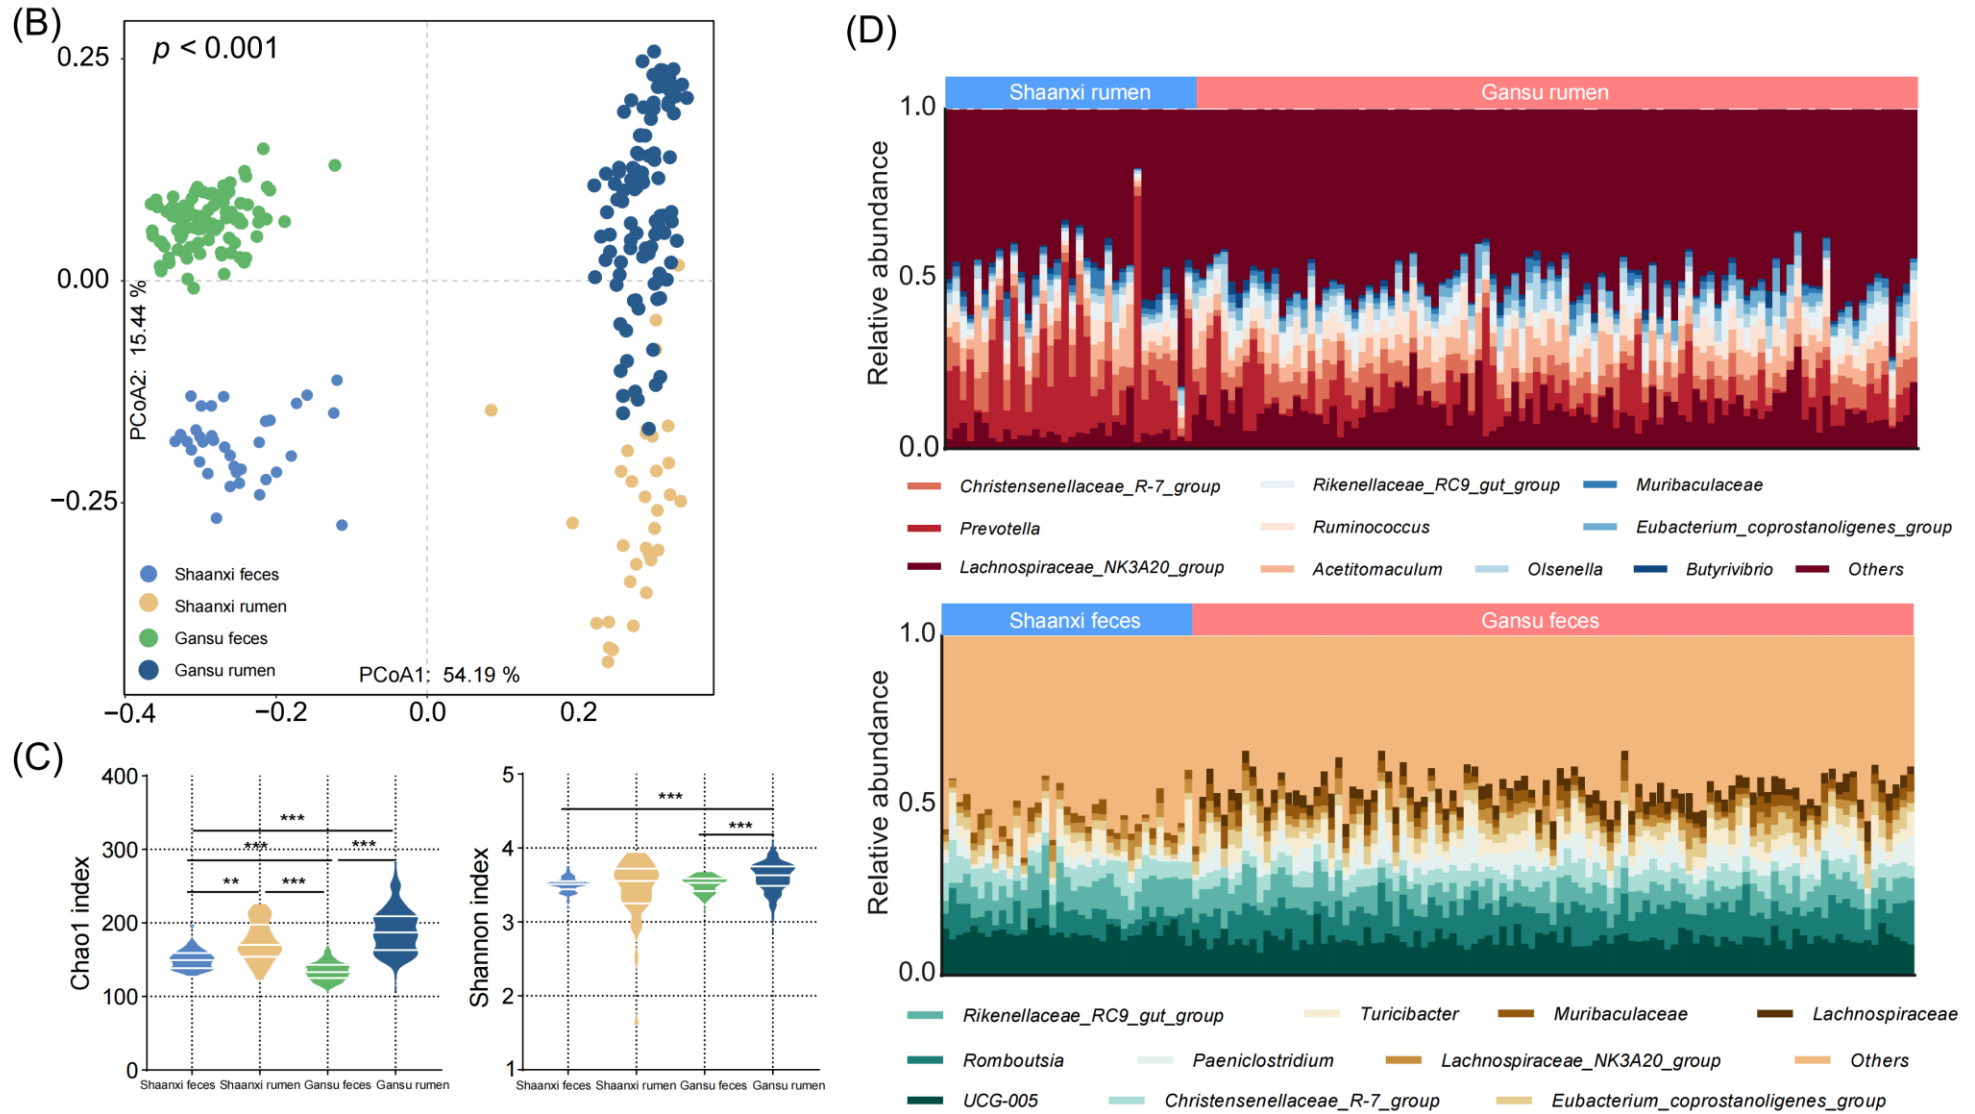 (B)
p < 0.001
0.25
0.00
−0.25
PCoA2: 15.44 %
Shaanxi feces
Shaanxi rumen
Gansu feces
Gansu rumen
PCoA1: 54.19 %
−0.4
−0.2
0.0
0.2
(C)
Chao1 index
400
300
200
100
0
***
***
***
**
***
Shaanxi feces
Shaanxi rumen
Gansu feces
Gansu rumen
Shannon index
5
4
3
2
1
***
***
Shaanxi feces
Shaanxi rumen
Gansu feces
Gansu rumen
(D)
Shaanxi rumen
Gansu rumen
Relative abundance
1.0
0.5
0.0
Christensenellaceae_R-7_group
Rikenellaceae_RC9_gut_group
Muribaculaceae
Prevotella
Ruminococcus
Eubacterium_coprostanoligenes_group
Lachnospiraceae_NK3A20_group
Acetitomaculum
Olsenella
Butyrivibrio
Others
Shaanxi feces
Gansu feces
Relative abundance
1.0
0.5
0.0
Rikenellaceae_RC9_gut_group
Turicibacter
Muribaculaceae
Lachnospiraceae
Romboutsia
Paeniclostridium
Lachnospiraceae_NK3A20_group
Others
UCG-005
Christensenellaceae_R-7_group
Eubacterium_coprostanoligenes_group